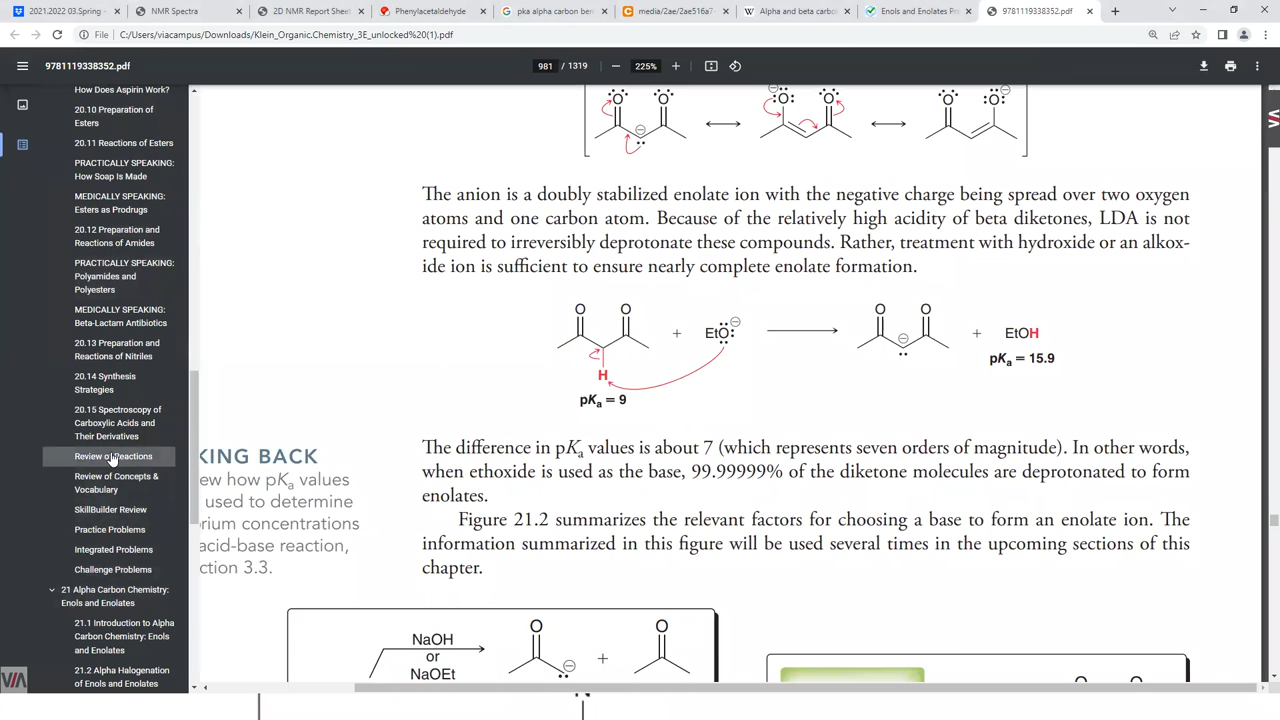 2021.2022 03.Spring -
NMR Spectra
2D NMR Report Sheet
Phenylacetaldehyde
pka alpha carbon ben
media/2ae/2ae516a7
Alpha and beta carbo
Enols and Enolates Pr
9781119338352.pdf
File | C:/Users/viacampus/Downloads/Klein_Organic.Chemistry_3E_unlocked%20(1).pdf
9781119338352.pdf
981 / 1319
225%
How Does Aspirin Work?
20.10 Preparation of
Esters
20.11 Reactions of Esters
PRACTICALLY SPEAKING:
How Soap Is Made
MEDICALLY SPEAKING:
Esters as Prodrugs
20.12 Preparation and
Reactions of Amides
PRACTICALLY SPEAKING:
Polyamides and
Polyesters
MEDICALLY SPEAKING:
Beta-Lactam Antibiotics
20.13 Preparation and
Reactions of Nitriles
20.14 Synthesis
Strategies
20.15 Spectroscopy of
Carboxylic Acids and
Their Derivatives
Review of Reactions
Review of Concepts &
Vocabulary
SkillBuilder Review
Practice Problems
Integrated Problems
Challenge Problems
21 Alpha Carbon Chemistry:
Enols and Enolates
21.1 Introduction to Alpha
Carbon Chemistry: Enols
and Enolates
21.2 Alpha Halogenation
of Enols and Enolates
O O O O O O
The anion is a doubly stabilized enolate ion with the negative charge being spread over two oxygen
atoms and one carbon atom. Because of the relatively high acidity of beta diketones, LDA is not
required to irreversibly deprotonate these compounds. Rather, treatment with hydroxide or an alkox-
ide ion is sufficient to ensure nearly complete enolate formation.
O O O O
+ EtO + EtOH
H
pKa = 15.9
pKa = 9
The difference in pKa values is about 7 (which represents seven orders of magnitude). In other words,
when ethoxide is used as the base, 99.99999% of the diketone molecules are deprotonated to form
enolates.
Figure 21.2 summarizes the relevant factors for choosing a base to form an enolate ion. The
information summarized in this figure will be used several times in the upcoming sections of this
chapter.
KING BACK
ew how pKa values
used to determine
rium concentrations
acid-base reaction,
ction 3.3.
O O
NaOH
or
NaOEt
+
VIA